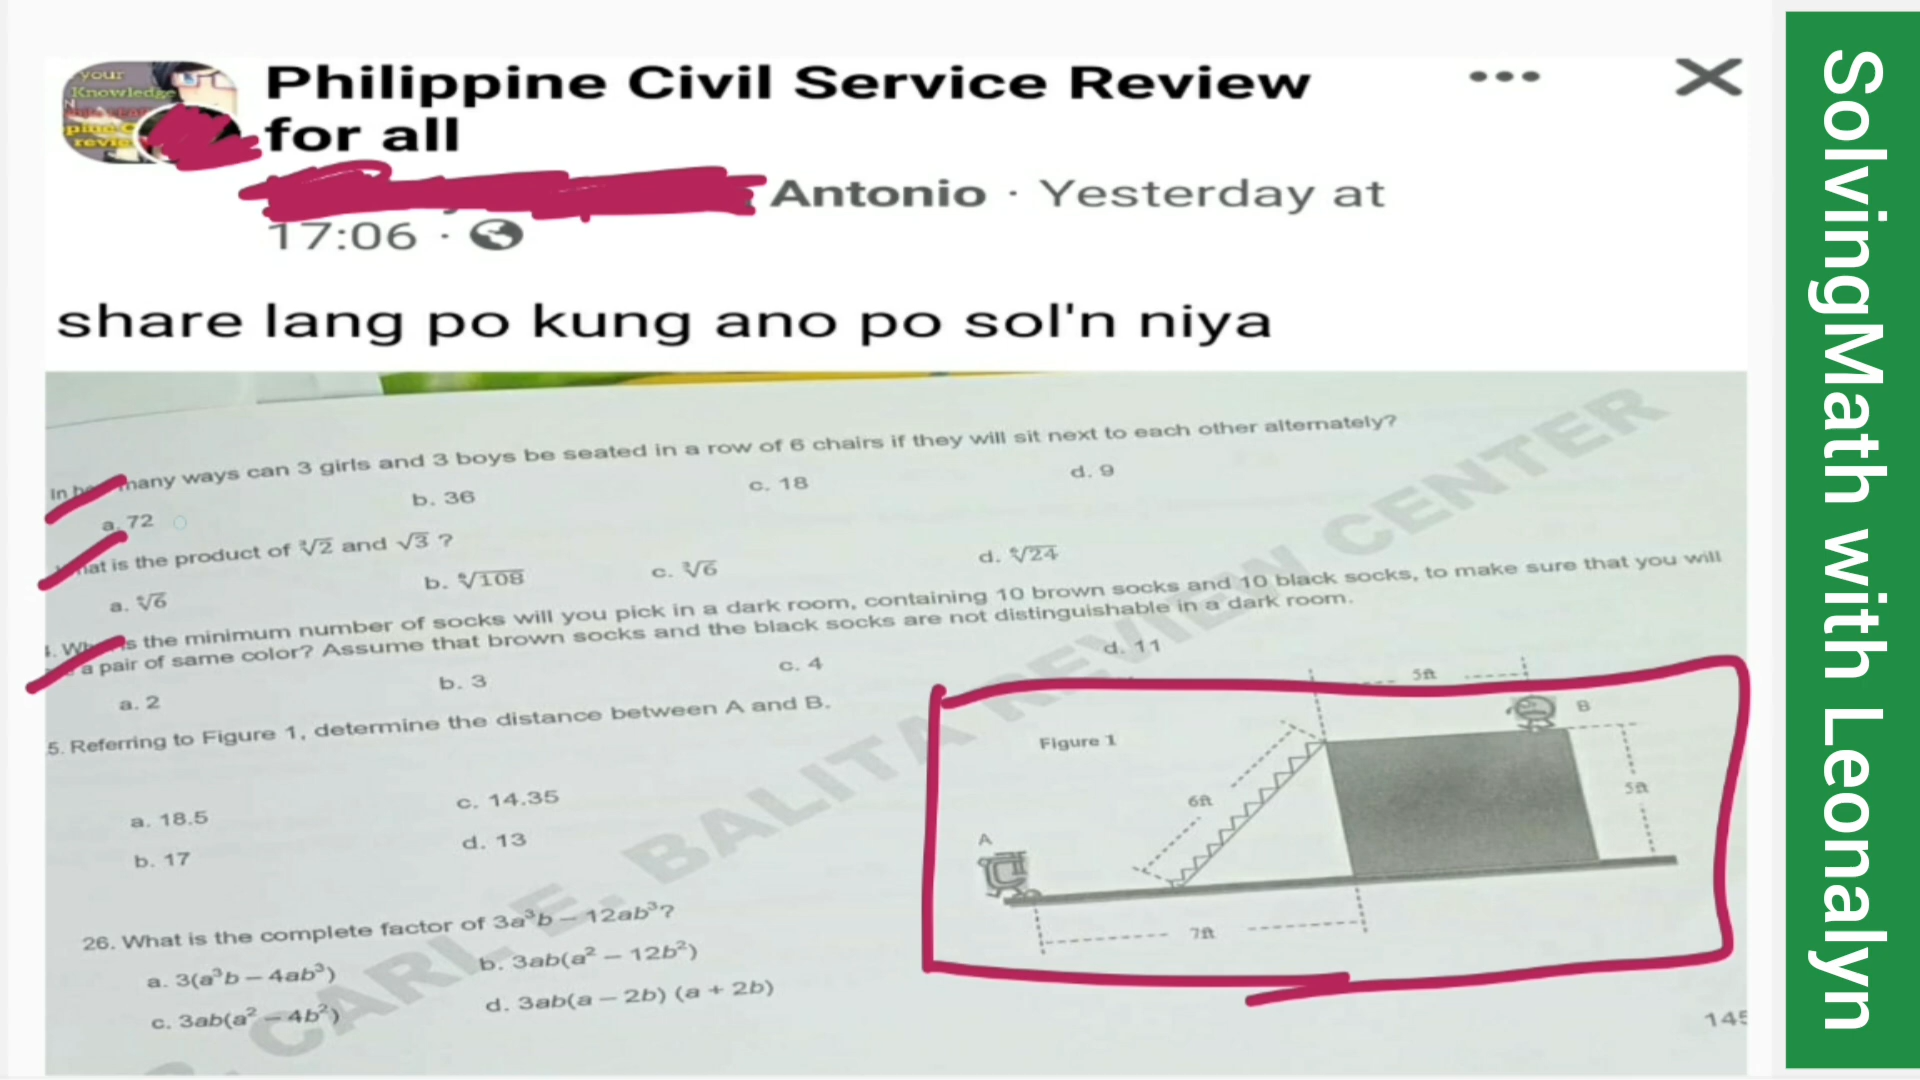 your
Knowledge
Philippine Civil Service Review
for all
Antonio · Yesterday at
17:06 ·
share lang po kung ano po sol'n niya
many ways can 3 girls and 3 boys be seated in a row of 6 chairs if they will sit next to each other alternately?
a. 72 b. 36 c. 18 d. 9
is the product of ∛2 and √3 ?
a. ⁶√6 b. ⁶√108 c. ∛6 d. ⁶√24
the minimum number of socks will you pick in a dark room, containing 10 brown socks and 10 black socks, to make sure that you will
a pair of same color? Assume that brown socks and the black socks are not distinguishable in a dark room.
a. 2 b. 3 c. 4 d. 11
5. Referring to Figure 1, determine the distance between A and B.
a. 18.5 c. 14.35
b. 17 d. 13
Figure 1
5ft
B
6ft
5ft
A
7ft
26. What is the complete factor of 3a³b – 12ab³?
a. 3(a³b – 4ab³) b. 3ab(a² – 12b²)
c. 3ab(a² – 4b²) d. 3ab(a – 2b) (a + 2b)
145
CARL E. BALITA REVIEW CENTER
SolvingMath with Leonalyn